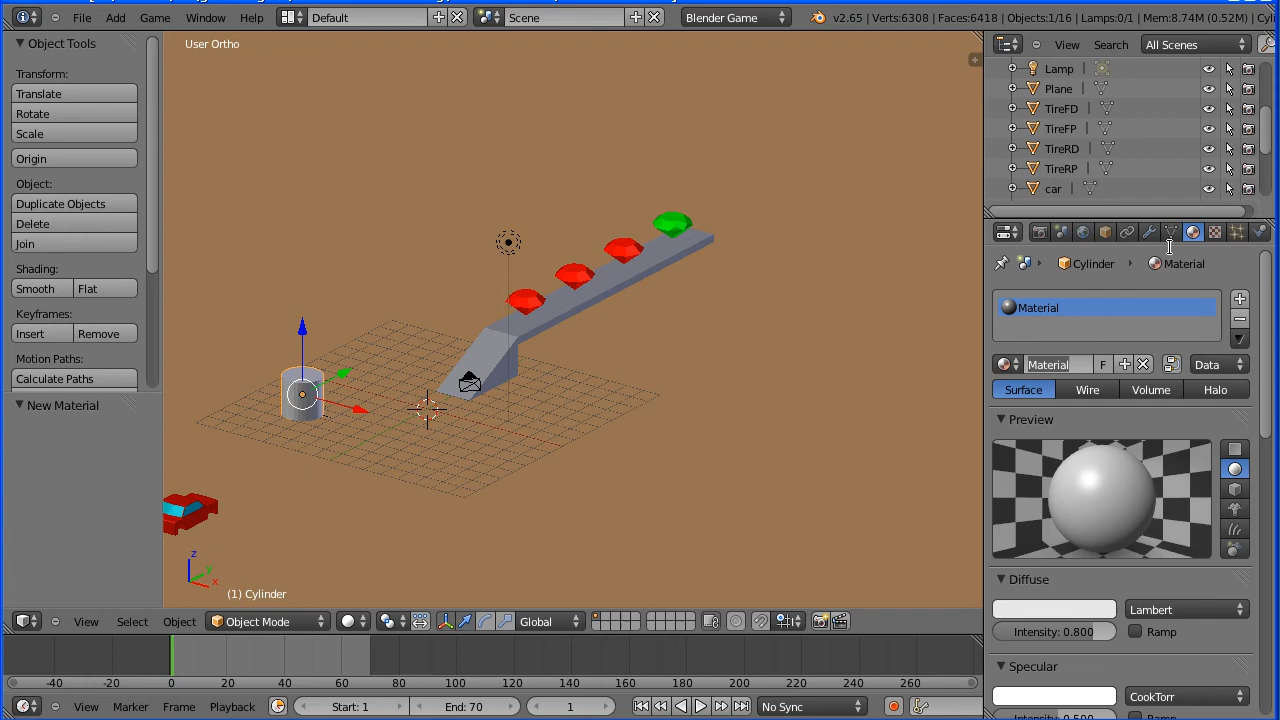 File Add Game Window Help Default Scene Blender Game v2.65 | Verts:6308 | Faces:6418 | Objects:1/16 | Lamps:0/1 | Mem:8.74M (0.52M) | Cyli
Object Tools
Transform:
Translate
Rotate
Scale
Origin
Object:
Duplicate Objects
Delete
Join
Shading:
Smooth Flat
Keyframes:
Insert Remove
Motion Paths:
Calculate Paths
New Material
User Ortho
z
y
x
(1) Cylinder
View Select Object Object Mode Global
-40 -20 0 20 40 60 80 100 120 140 160 180 200 220 240 260
View Marker Frame Playback Start: 1 End: 70 1 No Sync
View Search All Scenes
Lamp
Plane
TireFD
TireFP
TireRD
TireRP
car
Cylinder Material
Material
Material F Data
Surface Wire Volume Halo
Preview
Diffuse
Lambert
Intensity: 0.800 Ramp
Specular
CookTorr